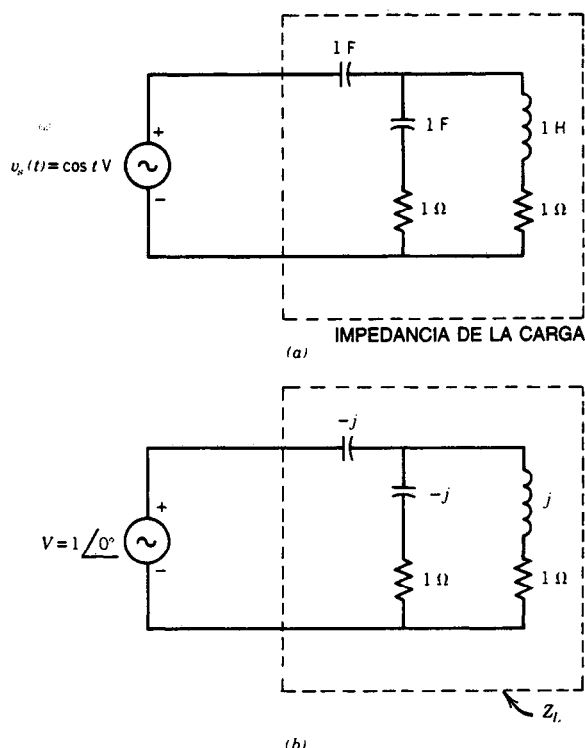 1 F
1 F
1 H
+
v_s (t) = cos t V
−
1 Ω
1 Ω
IMPEDANCIA DE LA CARGA
(a)
−j
−j
j
+
V = 1 /0°
−
1 Ω
1 Ω
Z_L
(b)